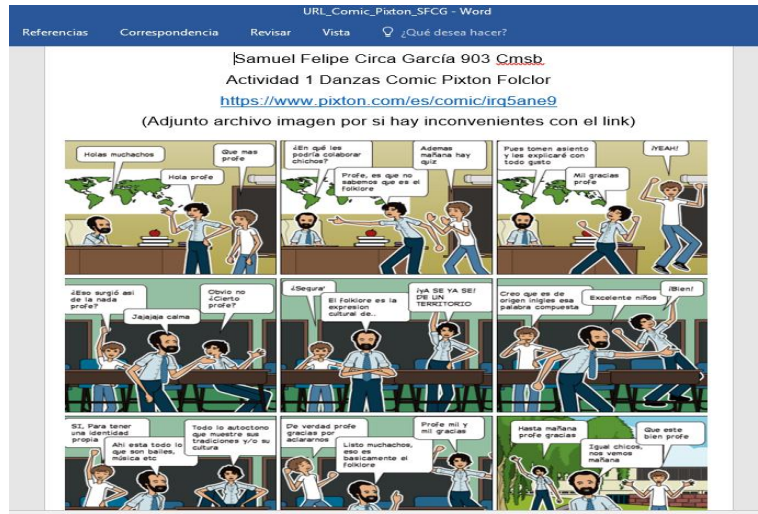 URL_Comic_Pixton_SFCG - Word
Referencias Correspondencia Revisar Vista ¿Qué desea hacer?
Samuel Felipe Circa García 903 Cmsb
Actividad 1 Danzas Comic Pixton Folclor
https://www.pixton.com/es/comic/irq5ane9
(Adjunto archivo imagen por si hay inconvenientes con el link)
Holas muchachos
Hola profe
Que mas
profe
¿En qué les
podría colaborar
chichos?
Profe, es que no
sabemos que es el
folklore
Ademas
mañana hay
quiz
Pues tomen asiento
y les explicaré con
todo gusto
Mil gracias
profe
¡YEAH!
¿Eso surgió asi
de la nada
profe?
Jajajaja calma
Obvio no
¿Cierto
profe?
¿Segura?
El folklore es la
expresion
cultural de..
¡YA SE YA SE!
DE UN
TERRITORIO
Creo que es de
origen inigles esa
palabra compuesta
Excelente niños
¡Bien!
SI, Para tener
una identidad
propia
Ahi esta todo lo
que son bailes,
música etc
Todo lo autoctono
que muestre sus
tradiciones y/o su
cultura
De verdad profe
gracias por
aclararnos
Listo muchachos,
eso es
basicamente el
folklore
Profe mil y
mil gracias
Hasta mañana
profe gracias
Igual chicos,
nos vemos
mañana
Que este
bien profe